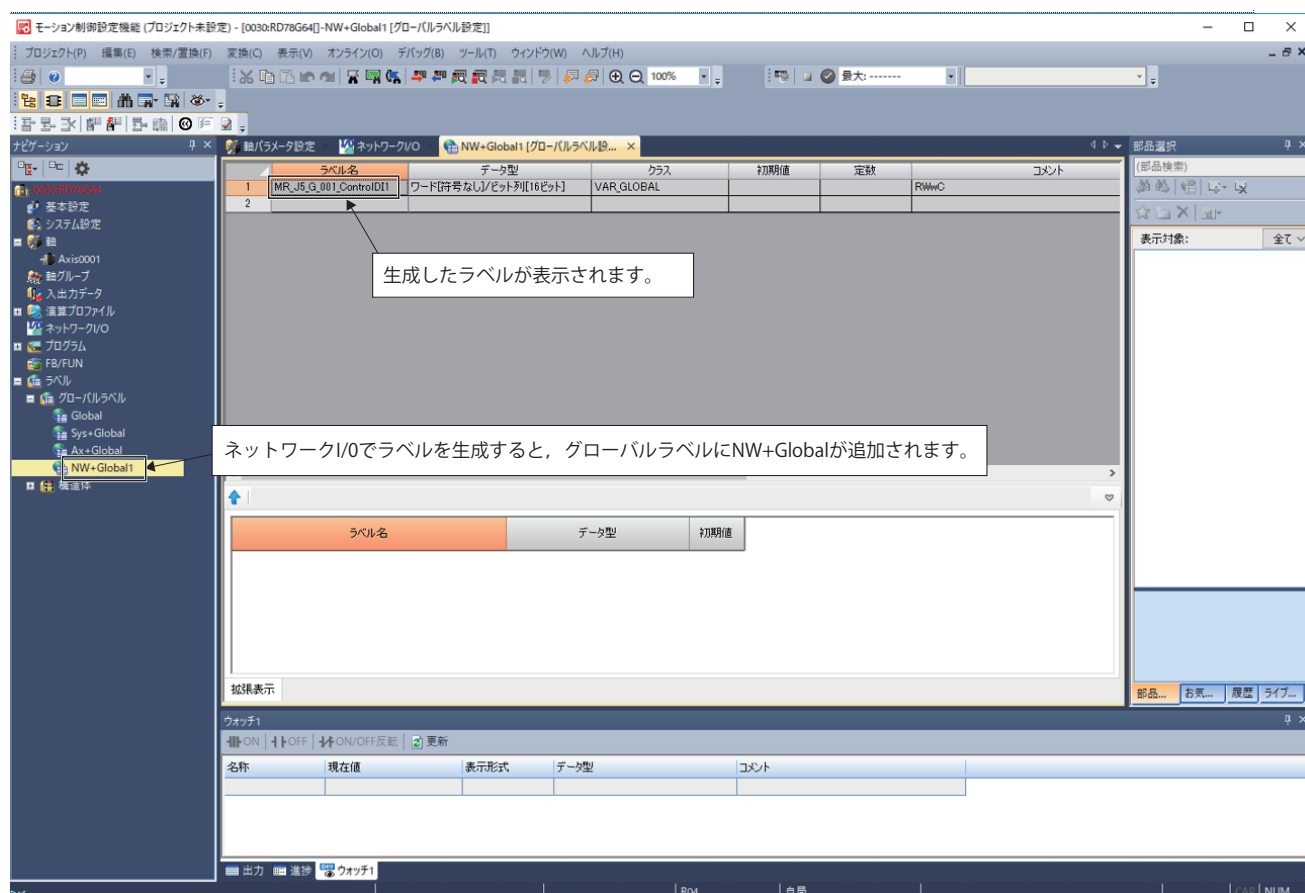 モーション制御設定機能 (プロジェクト未設定) - [0030:RD78G64[]-NW+Global1 [グローバルラベル設定]]
プロジェクト(P) 編集(E) 検索/置換(F) 変換(C) 表示(V) オンライン(O) デバッグ(B) ツール(T) ウィンドウ(W) ヘルプ(H)
100% 最大: -------
ナビゲーション
軸パラメータ設定 ネットワークI/O NW+Global1 [グローバルラベル設... 
部品選択
(部品検索)
表示対象: 全て
0030:RD78G64
基本設定
システム設定
軸
Axis0001
軸グループ
入出力データ
演算プロファイル
ネットワークI/O
プログラム
FB/FUN
ラベル
グローバルラベル
Global
Sys+Global
Ax+Global
NW+Global1
構造体
ラベル名 データ型 クラス 初期値 定数 コメント
1 MR_J5_G_001_ControlDI1 ワード[符号なし]/ビット列[16ビット] VAR_GLOBAL RWwC
2
生成したラベルが表示されます。
ネットワークI/0でラベルを生成すると，グローバルラベルにNW+Globalが追加されます。
ラベル名 データ型 初期値
拡張表示
部品... お気... 履歴 ライブ...
ウォッチ1
ON OFF ON/OFF反転 更新
名称 現在値 表示形式 データ型 コメント
出力 進捗 ウォッチ1
R04 自局 CAP NUM